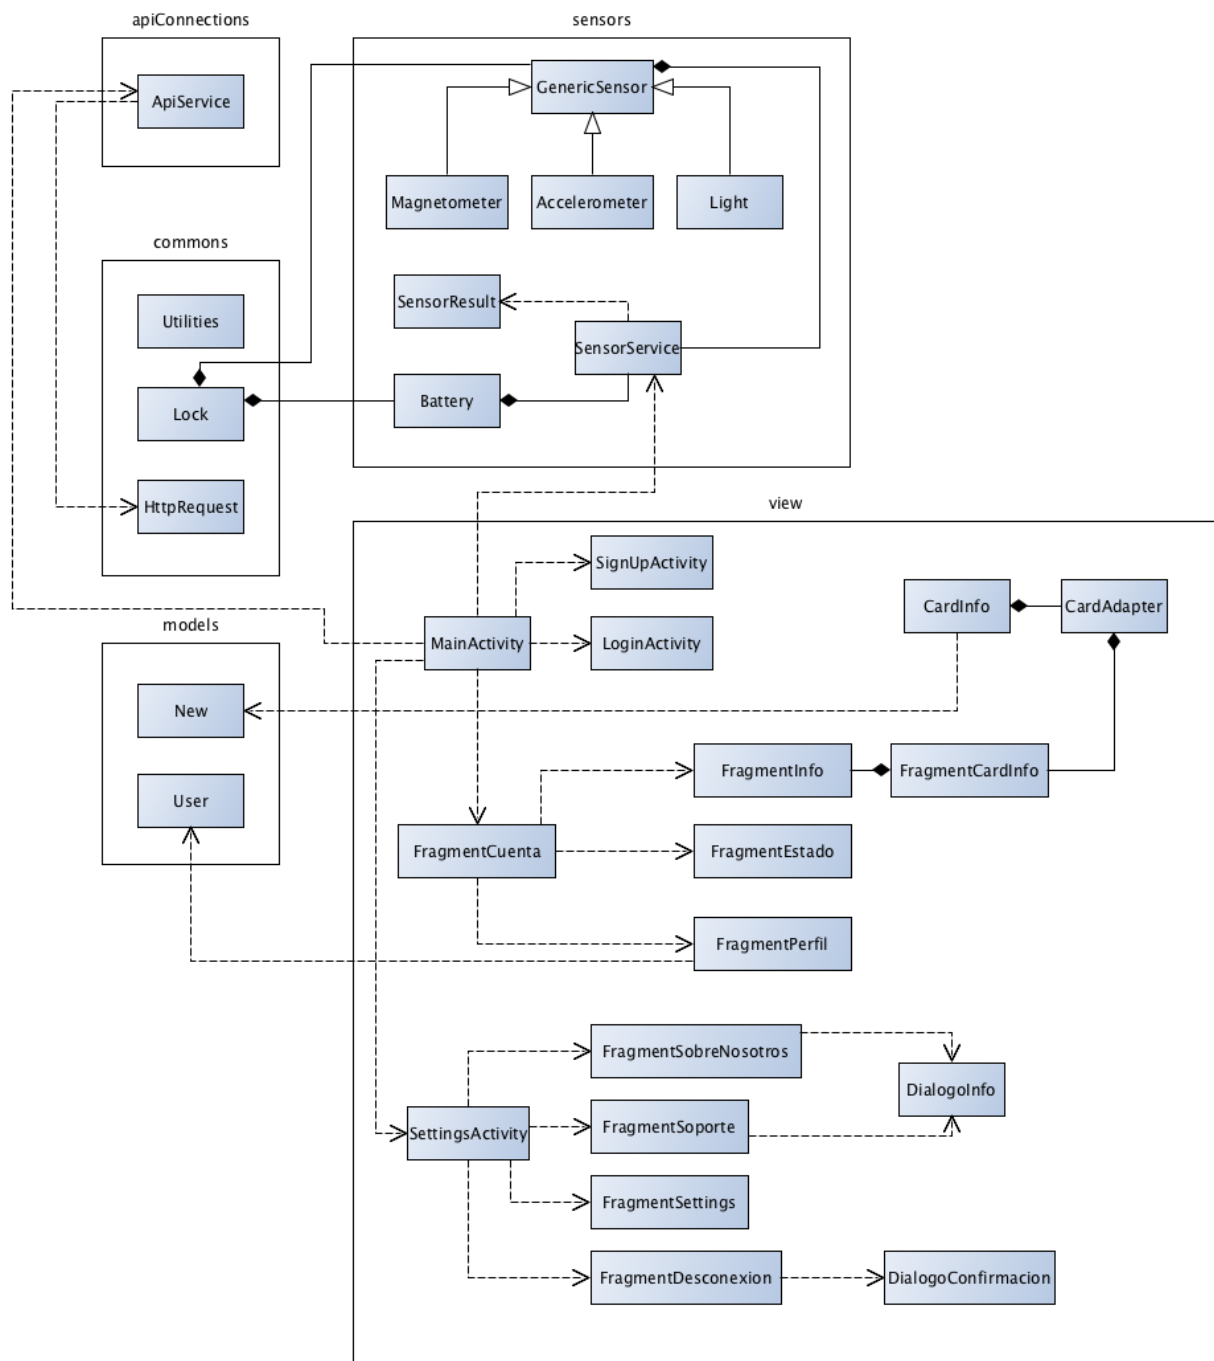 apiConnections
ApiService
sensors
GenericSensor
Magnetometer
Accelerometer
Light
SensorResult
SensorService
Battery
commons
Utilities
Lock
HttpRequest
view
SignUpActivity
MainActivity
LoginActivity
CardInfo
CardAdapter
models
New
User
FragmentInfo
FragmentCardInfo
FragmentCuenta
FragmentEstado
FragmentPerfil
FragmentSobreNosotros
DialogoInfo
SettingsActivity
FragmentSoporte
FragmentSettings
FragmentDesconexion
DialogoConfirmacion